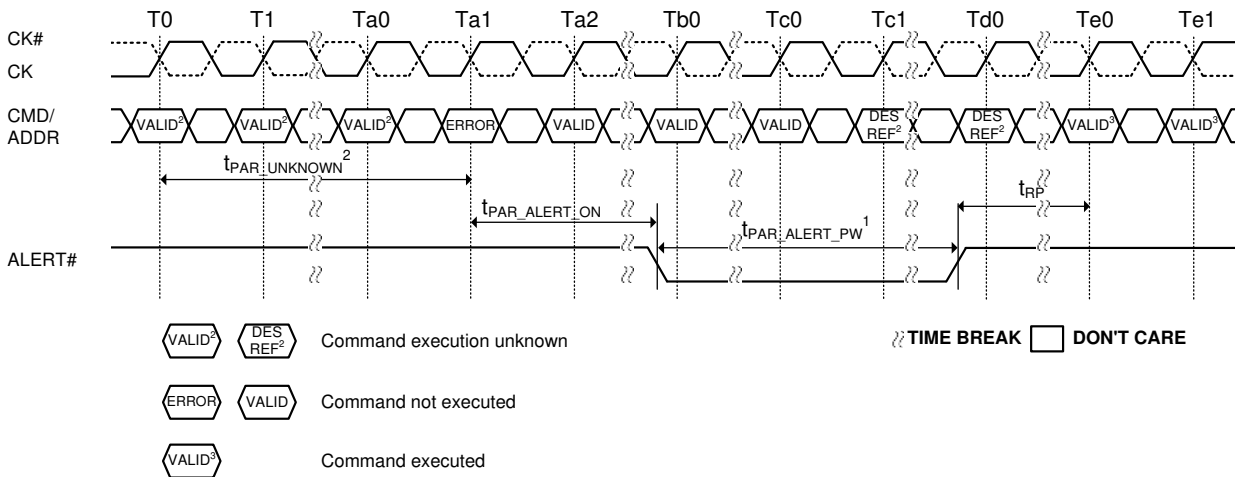 T0 T1 Ta0 Ta1 Ta2 Tb0 Tc0 Tc1 Td0 Te0 Te1
CK#
CK
CMD/
ADDR
VALID² VALID² VALID² ERROR VALID VALID VALID DES REF² DES REF² VALID³ VALID³
tPAR_UNKNOWN²
tRP
tPAR_ALERT_ON
tPAR_ALERT_PW¹
ALERT#
VALID² DES REF² Command execution unknown
TIME BREAK DON'T CARE
ERROR VALID Command not executed
VALID³ Command executed